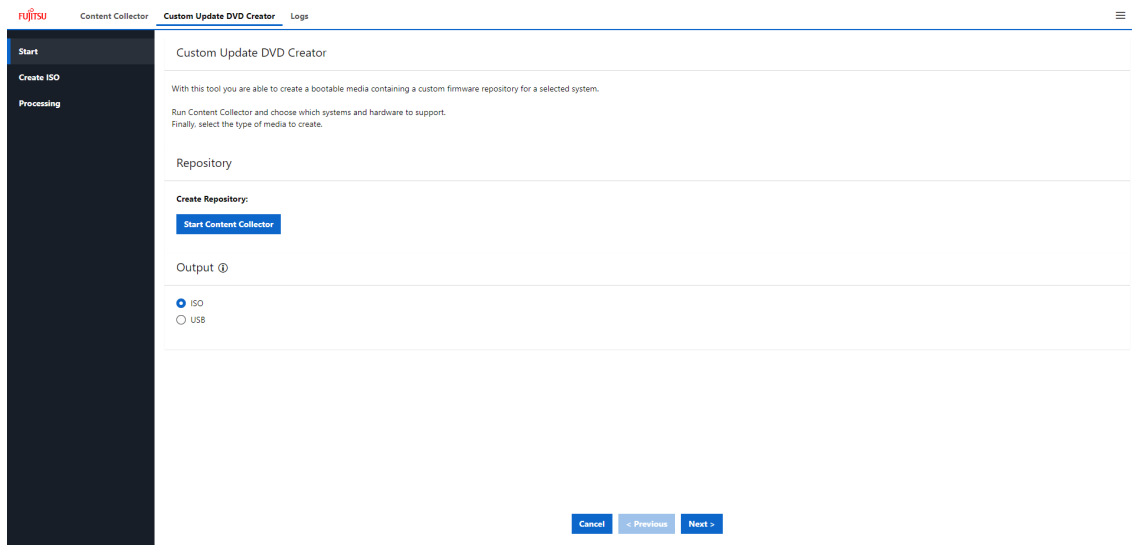 FUJITSU
Content Collector
Custom Update DVD Creator
Logs
Start
Create ISO
Processing
Custom Update DVD Creator
With this tool you are able to create a bootable media containing a custom firmware repository for a selected system.
Run Content Collector and choose which systems and hardware to support.
Finally, select the type of media to create.
Repository
Create Repository:
Start Content Collector
Output
ISO
USB
Cancel
< Previous
Next >